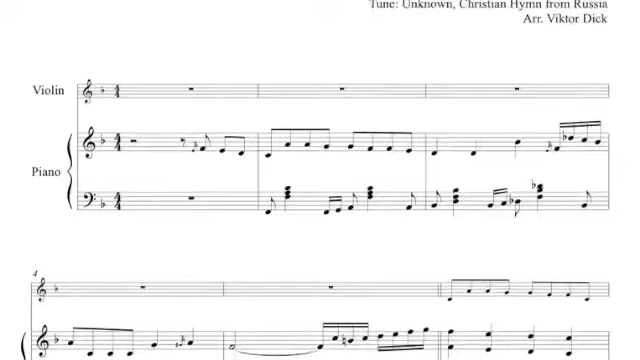 Tune: Unknown, Christian Hymn from Russia
Arr. Viktor Dick
Violin
Piano
4